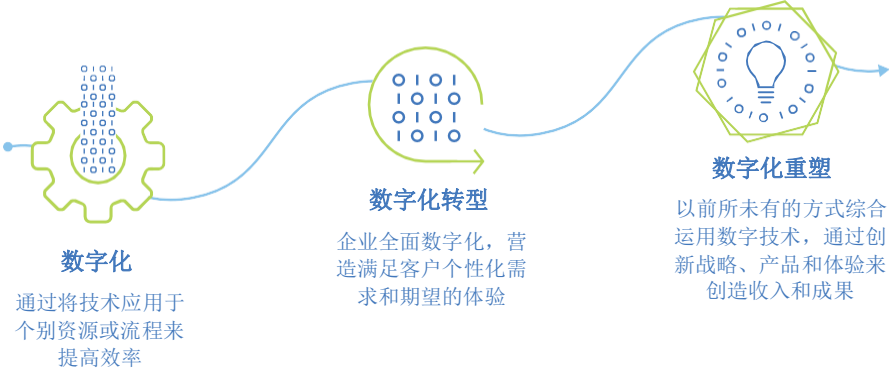 数字化
通过将技术应用于
个别资源或流程来
提高效率
数字化转型
企业全面数字化，营
造满足客户个性化需
求和期望的体验
数字化重塑
以前所未有的方式综合
运用数字技术，通过创
新战略、产品和体验来
创造收入和成果